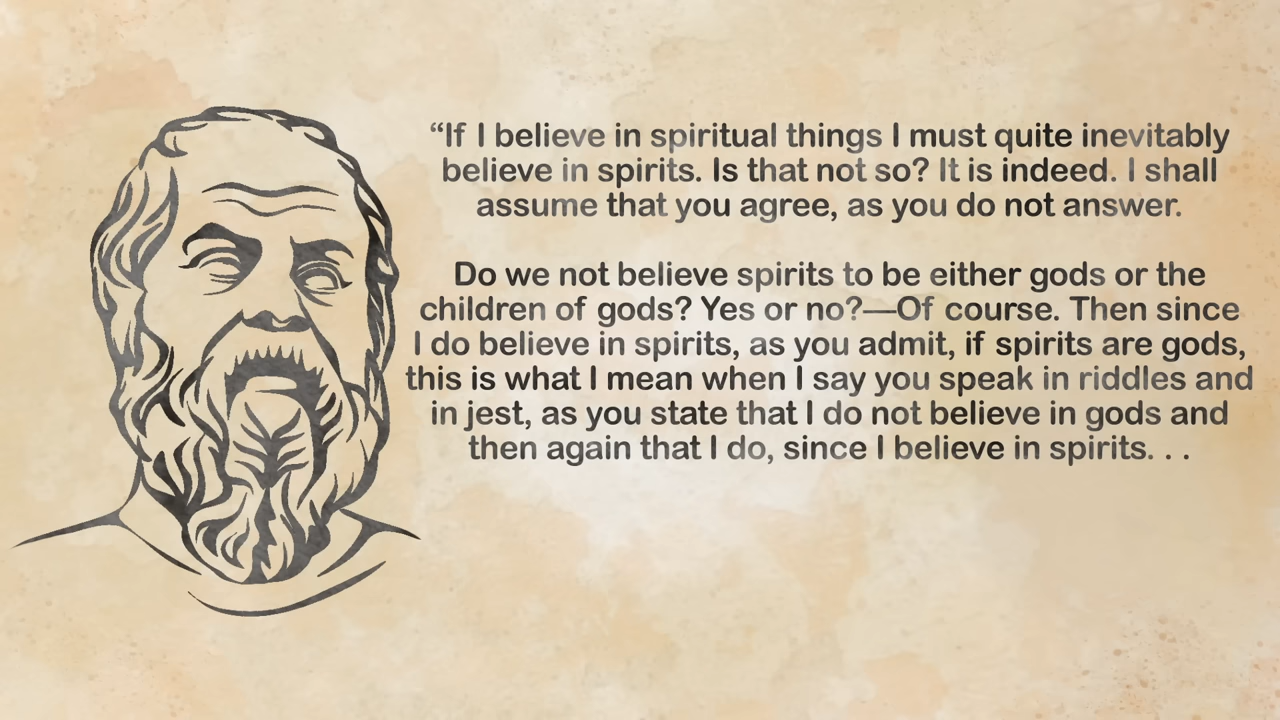 “If I believe in spiritual things I must quite inevitably
believe in spirits. Is that not so? It is indeed. I shall
assume that you agree, as you do not answer.
Do we not believe spirits to be either gods or the
children of gods? Yes or no?—Of course. Then since
I do believe in spirits, as you admit, if spirits are gods,
this is what I mean when I say you speak in riddles and
in jest, as you state that I do not believe in gods and
then again that I do, since I believe in spirits. . .